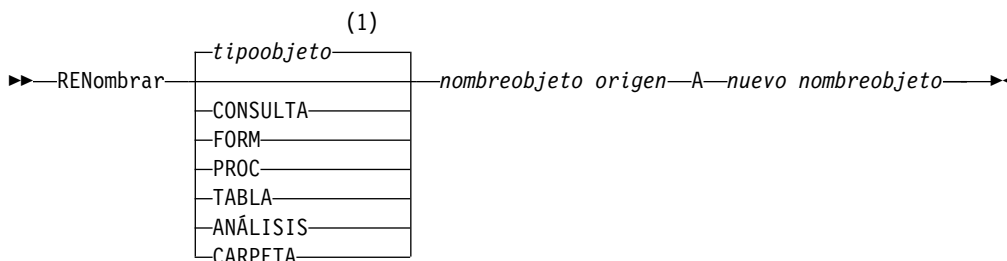 (1)
tipoobjeto
RENombrar nombreobjeto origen A nuevo nombreobjeto
CONSULTA
FORM
PROC
TABLA
ANÁLISIS
CARPETA